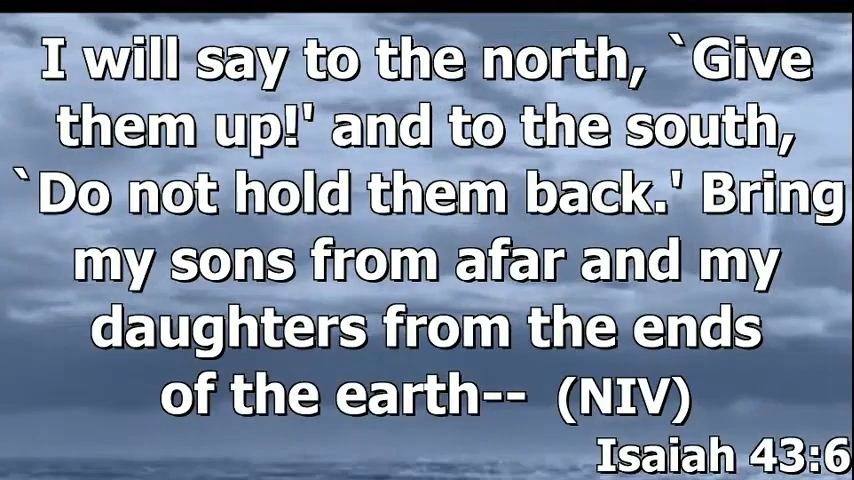 I will say to the north, `Give
them up!' and to the south,
`Do not hold them back.' Bring
my sons from afar and my
daughters from the ends
of the earth-- (NIV)
Isaiah 43:6